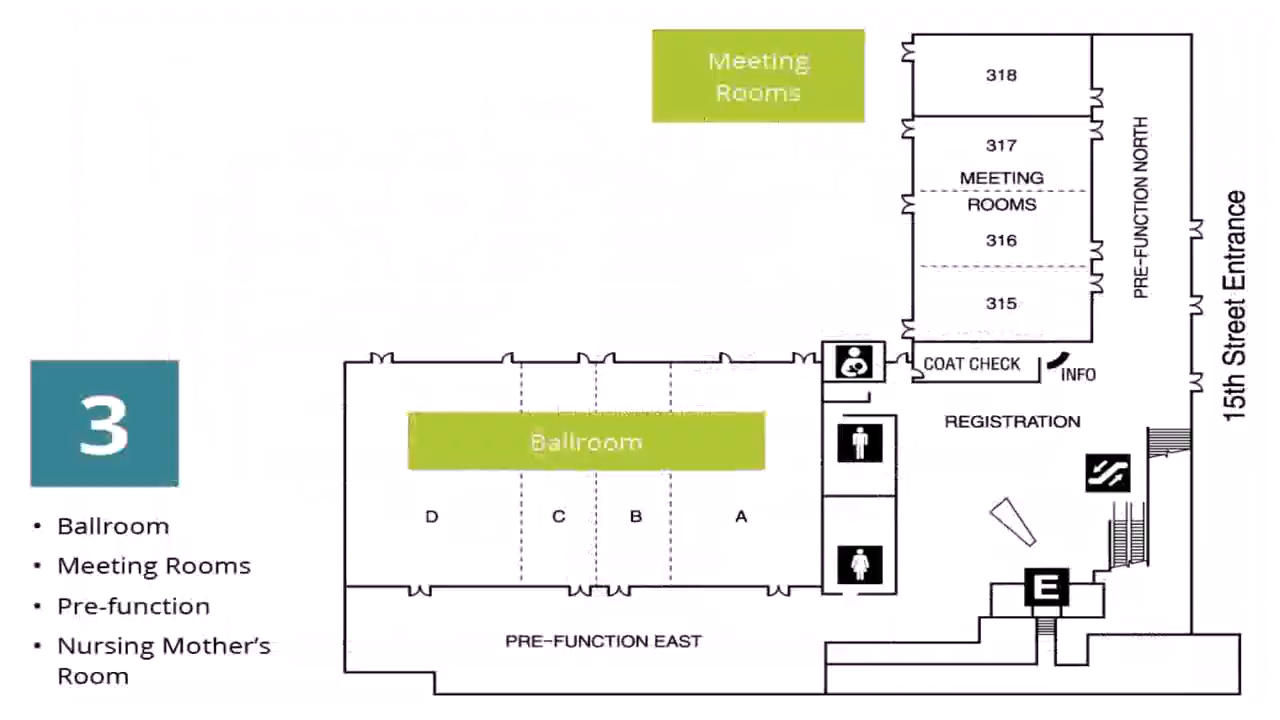 Meeting
Rooms
318
317
MEETING
ROOMS
316
315
PRE-FUNCTION NORTH
15th Street Entrance
COAT CHECK
INFO
REGISTRATION
3
Ballroom
D
C
B
A
E
PRE-FUNCTION EAST
• Ballroom
• Meeting Rooms
• Pre-function
• Nursing Mother's
Room